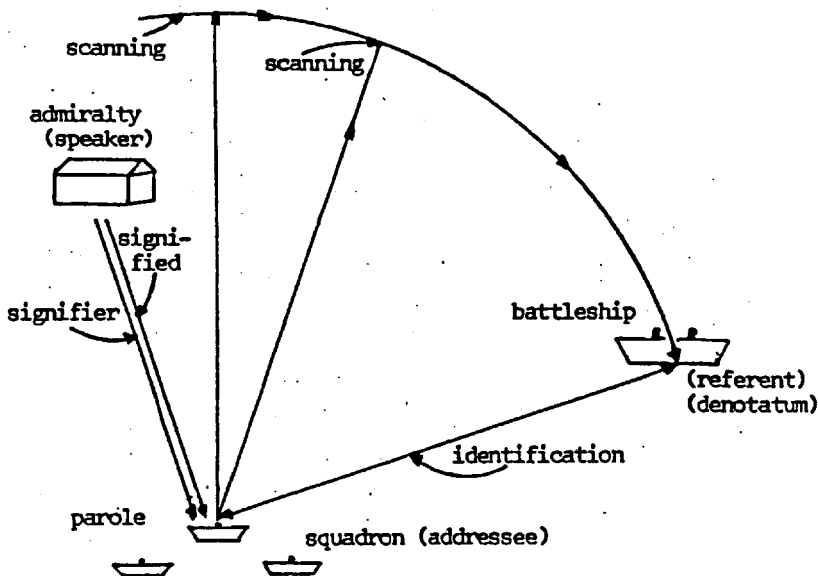 scanning
scanning
admiralty
(speaker)
signi-
fied
signifier
battleship
(referent)
(denotatum)
identification
parole
squadron (addressee)